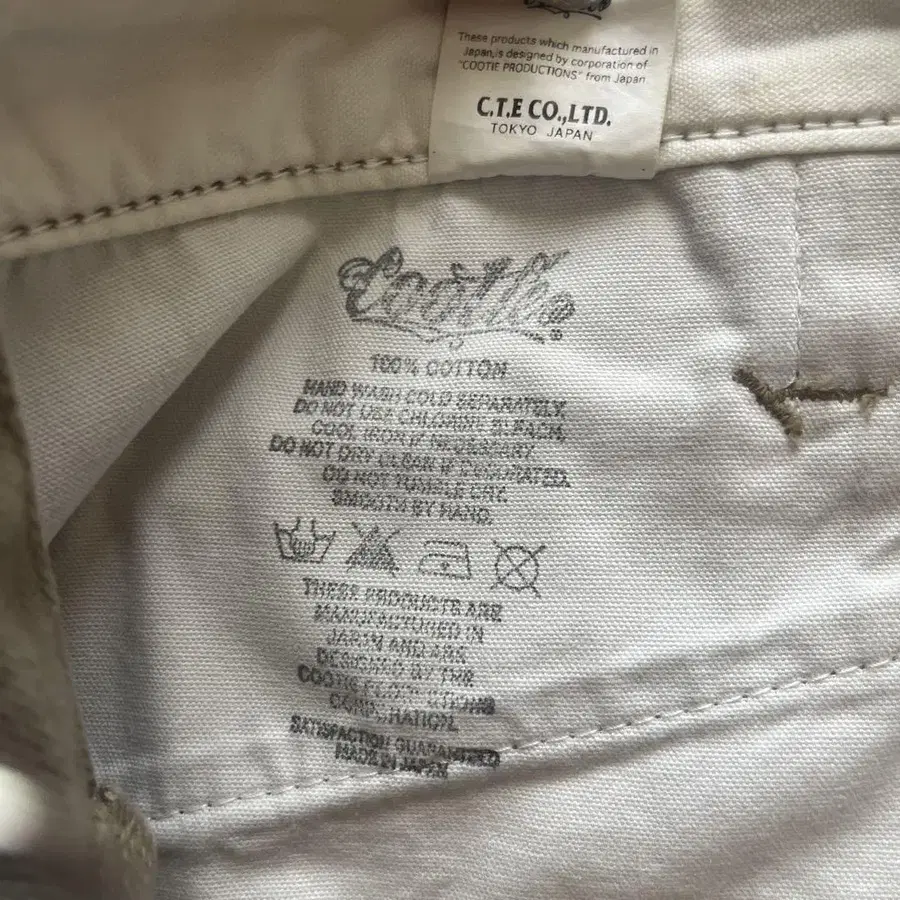 These products which manufactured in
Japan, is designed by corporation of
"COOTIE PRODUCTIONS" from Japan
C.T.E CO.,LTD.
TOKYO JAPAN
Cootie
100% COTTON
HAND WASH COLD SEPARATELY.
DO NOT USE CHLORINE BLEACH.
COOL IRON IF NECESSARY.
DO NOT DRY CLEAN IF DECORATED.
DO NOT TUMBLE DRY.
SMOOTH BY HAND.
THESE PRODUCTS ARE
MANUFACTURED IN
JAPAN AND ARE
DESIGNED BY THE
COOTIE PRODUCTIONS
CORPORATION.
SATISFACTION GUARANTEED
MADE IN JAPAN